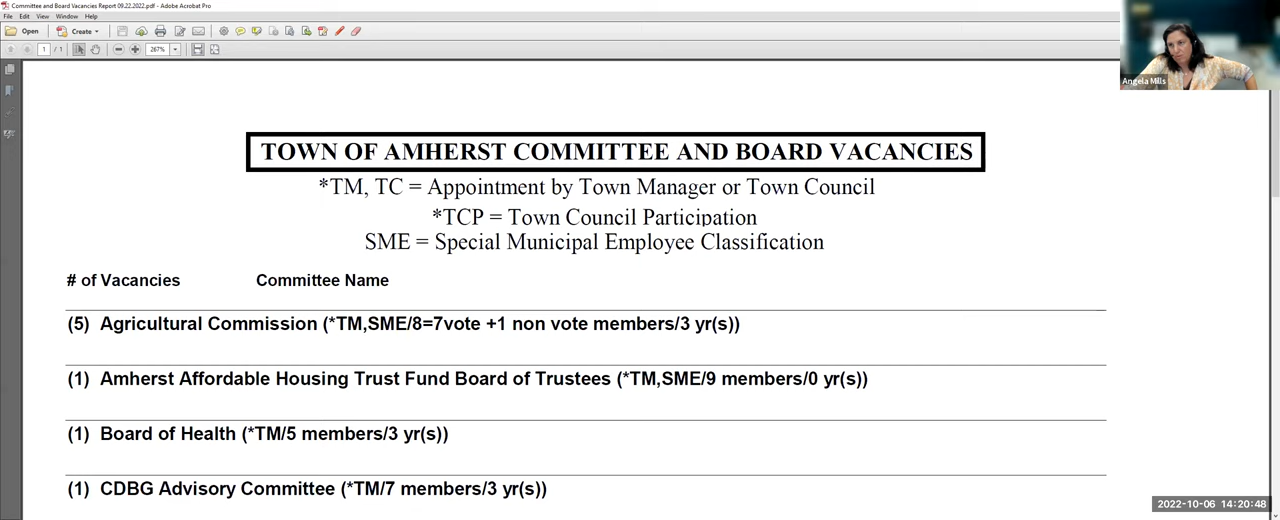 Committee and Board Vacancies Report 09.22.2022.pdf - Adobe Acrobat Pro
File Edit View Window Help
Open Create
1 / 1 267%
Angela Mills
TOWN OF AMHERST COMMITTEE AND BOARD VACANCIES
*TM, TC = Appointment by Town Manager or Town Council
*TCP = Town Council Participation
SME = Special Municipal Employee Classification
# of Vacancies Committee Name
(5) Agricultural Commission (*TM,SME/8=7vote +1 non vote members/3 yr(s))
(1) Amherst Affordable Housing Trust Fund Board of Trustees (*TM,SME/9 members/0 yr(s))
(1) Board of Health (*TM/5 members/3 yr(s))
(1) CDBG Advisory Committee (*TM/7 members/3 yr(s))
2022-10-06 14:20:48